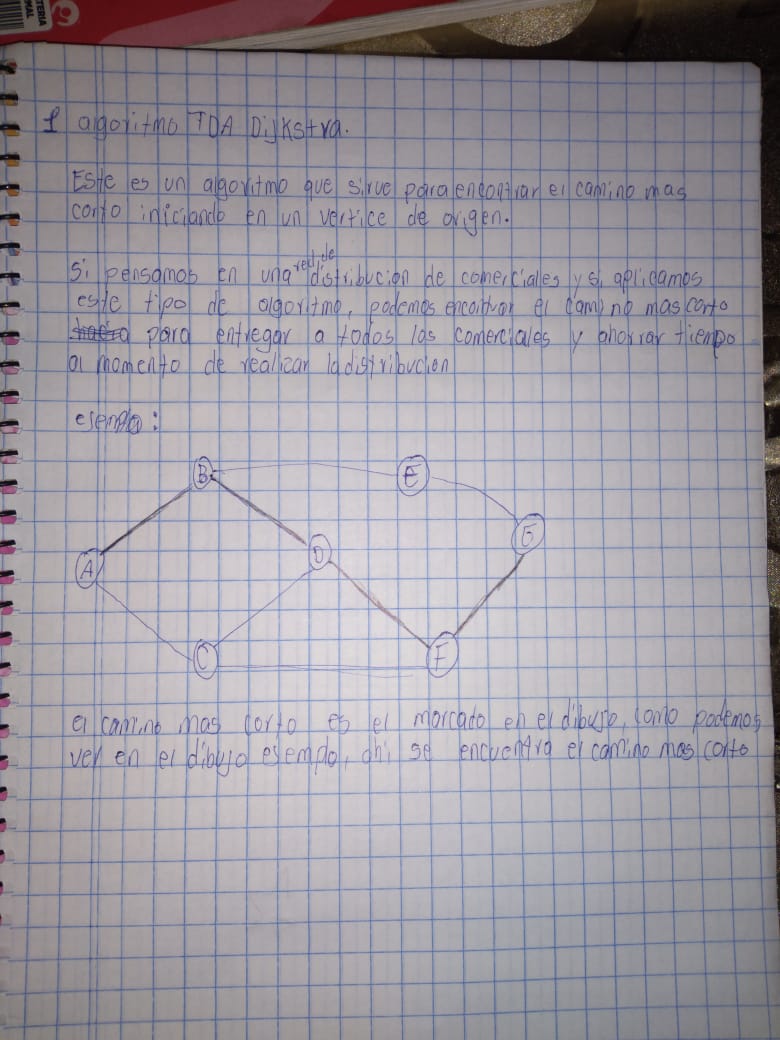 TERIA
MAL
1 algoritmo TDA Dijkstra.
Este es un algoritmo que sirve para encontrar el camino mas
corto iniciando en un vertice de origen.
Si pensamos en una red de distribucion de comerciales y si aplicamos
este tipo de algoritmo, podemos encontrar el camino mas corto
para entregar a todos los comerciales y ahorrar tiempo
al momento de realizar la distribucion
esemplo:
B E
G
A D
C F
el camino mas corto es el marcado en el dibujo, como podemos
ver en el dibujo esempo, ahi se encuentra el camino mas corto